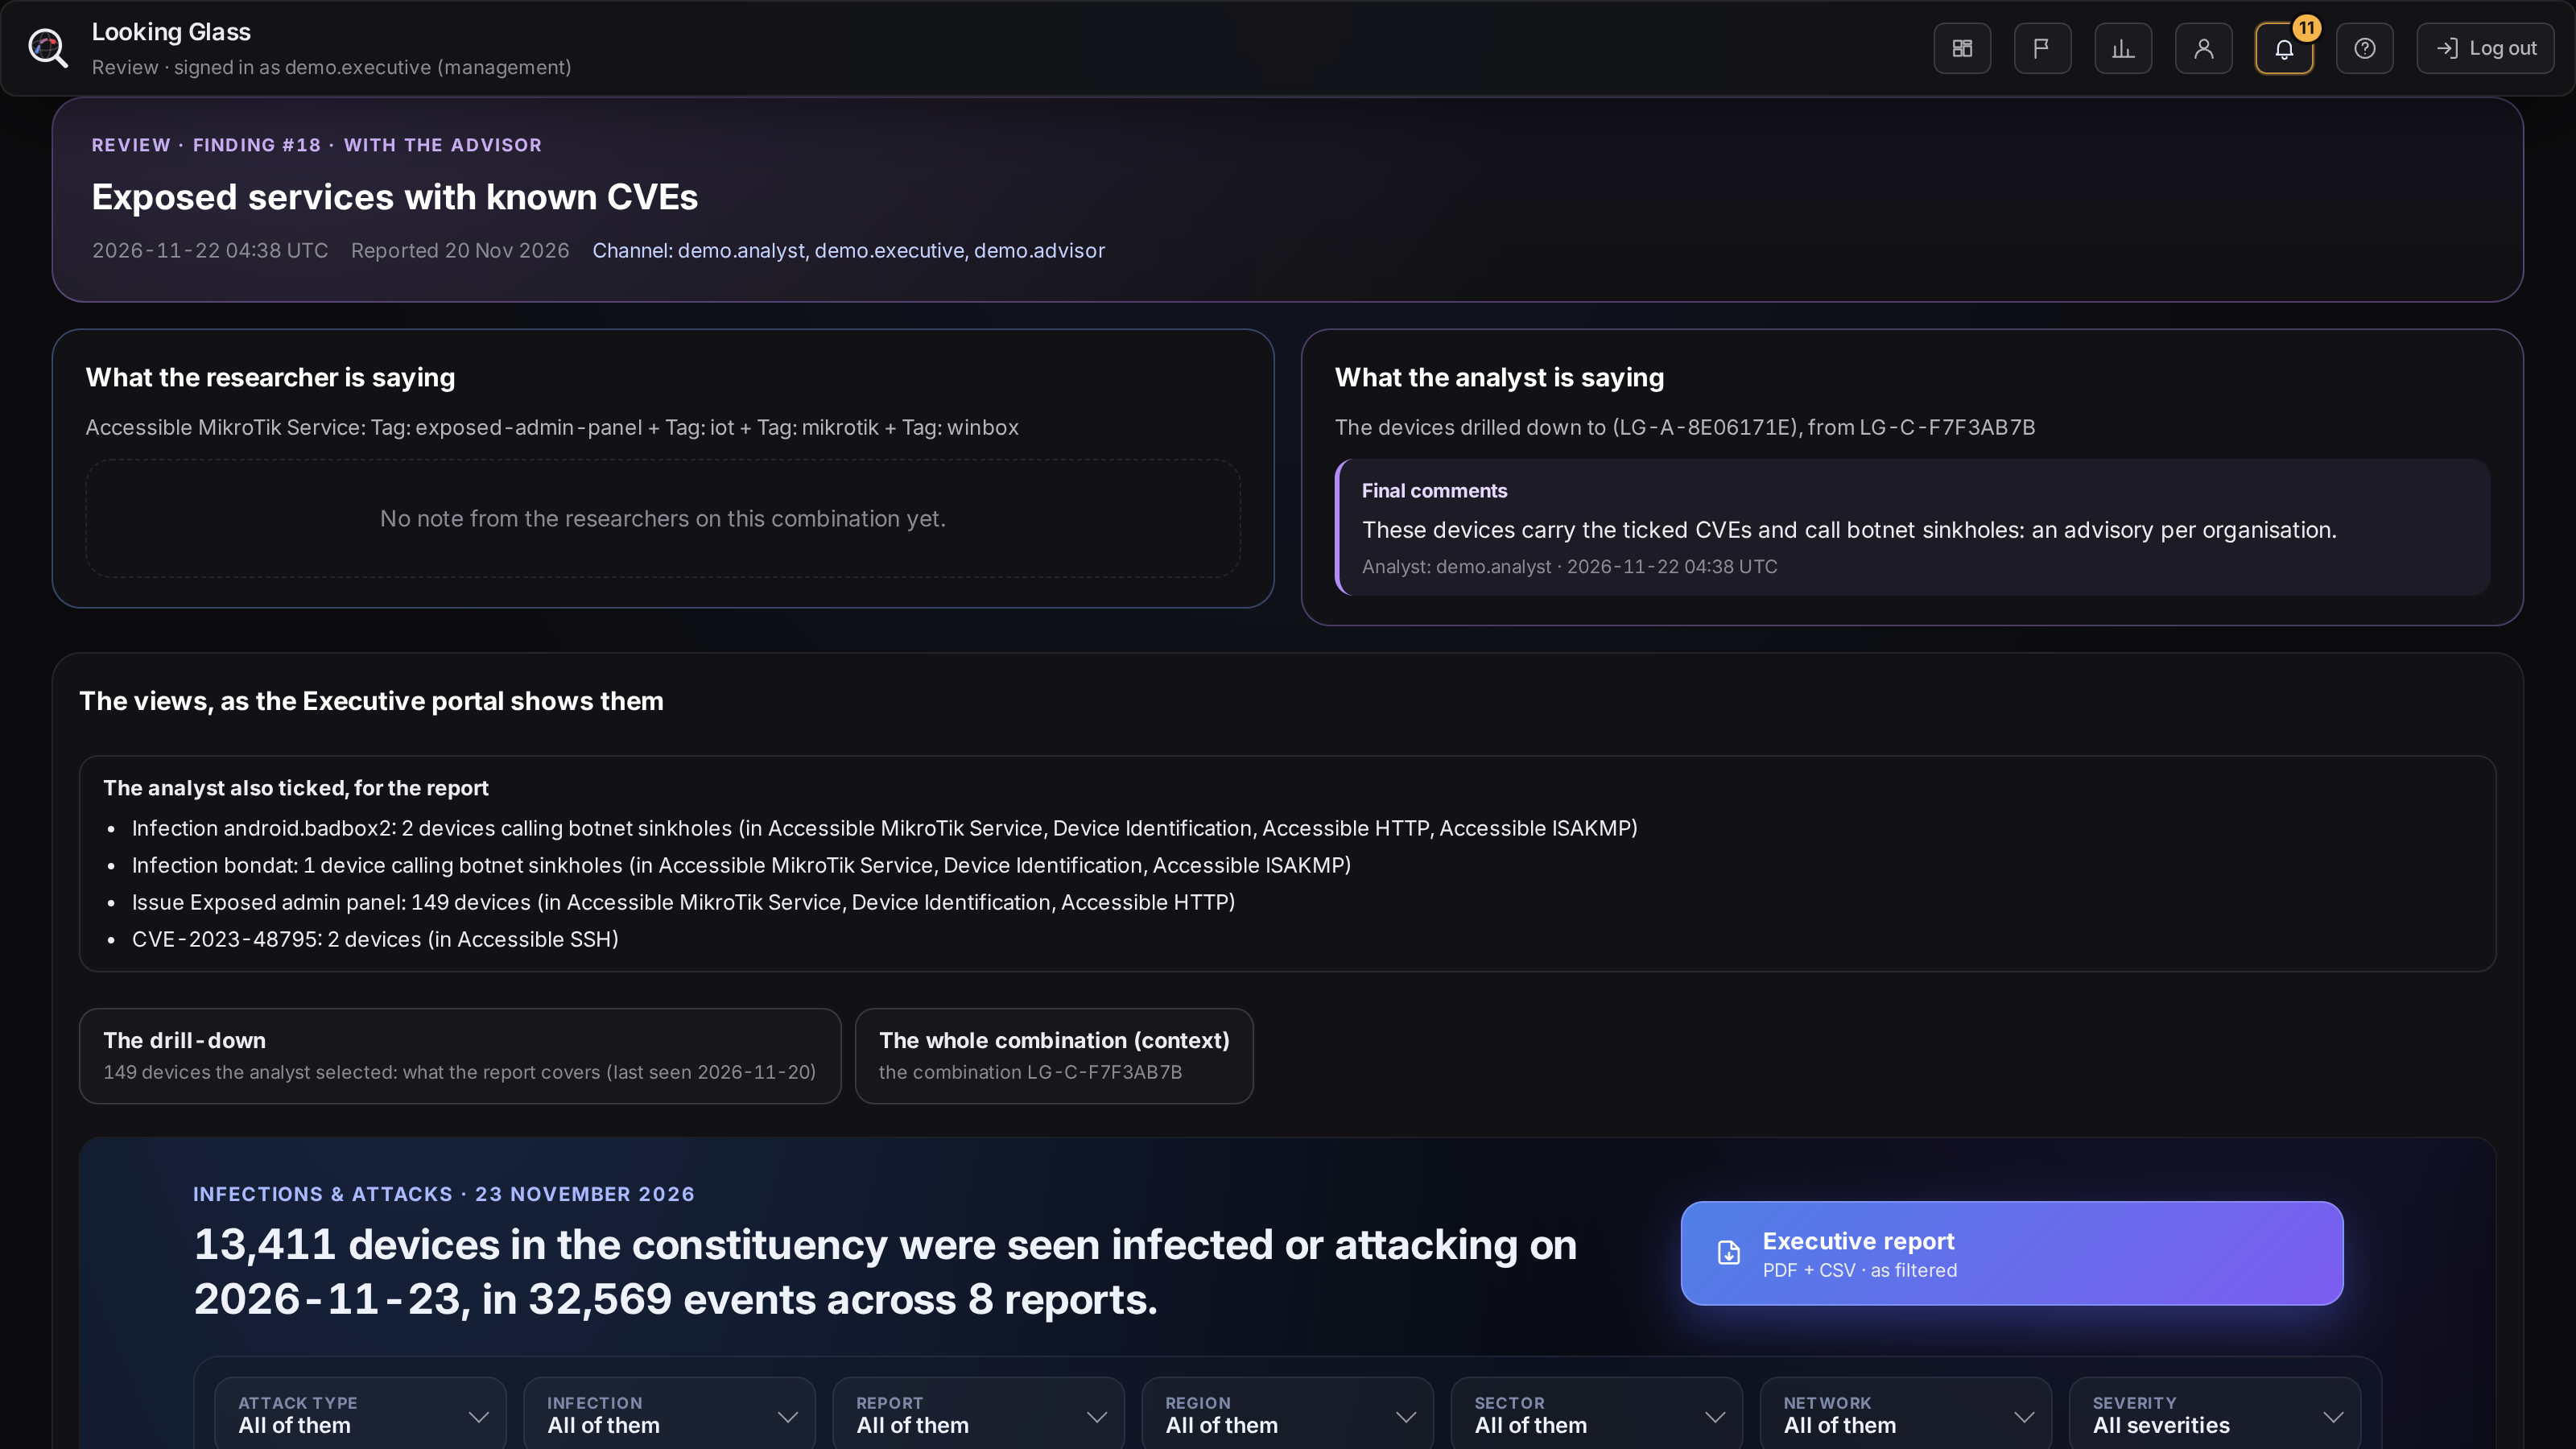 Looking Glass
Review · signed in as demo.executive (management)
11
Log out
REVIEW · FINDING #18 · WITH THE ADVISOR
Exposed services with known CVEs
2026-11-22 04:38 UTC Reported 20 Nov 2026 Channel: demo.analyst, demo.executive, demo.advisor
What the researcher is saying
Accessible MikroTik Service: Tag: exposed-admin-panel + Tag: iot + Tag: mikrotik + Tag: winbox
No note from the researchers on this combination yet.
What the analyst is saying
The devices drilled down to (LG-A-8E06171E), from LG-C-F7F3AB7B
Final comments
These devices carry the ticked CVEs and call botnet sinkholes: an advisory per organisation.
Analyst: demo.analyst · 2026-11-22 04:38 UTC
The views, as the Executive portal shows them
The analyst also ticked, for the report
• Infection android.badbox2: 2 devices calling botnet sinkholes (in Accessible MikroTik Service, Device Identification, Accessible HTTP, Accessible ISAKMP)
• Infection bondat: 1 device calling botnet sinkholes (in Accessible MikroTik Service, Device Identification, Accessible ISAKMP)
• Issue Exposed admin panel: 149 devices (in Accessible MikroTik Service, Device Identification, Accessible HTTP)
• CVE-2023-48795: 2 devices (in Accessible SSH)
The drill-down
149 devices the analyst selected: what the report covers (last seen 2026-11-20)
The whole combination (context)
the combination LG-C-F7F3AB7B
INFECTIONS & ATTACKS · 23 NOVEMBER 2026
13,411 devices in the constituency were seen infected or attacking on
2026-11-23, in 32,569 events across 8 reports.
Executive report
PDF + CSV · as filtered
ATTACK TYPE
All of them
INFECTION
All of them
REPORT
All of them
REGION
All of them
SECTOR
All of them
NETWORK
All of them
SEVERITY
All severities